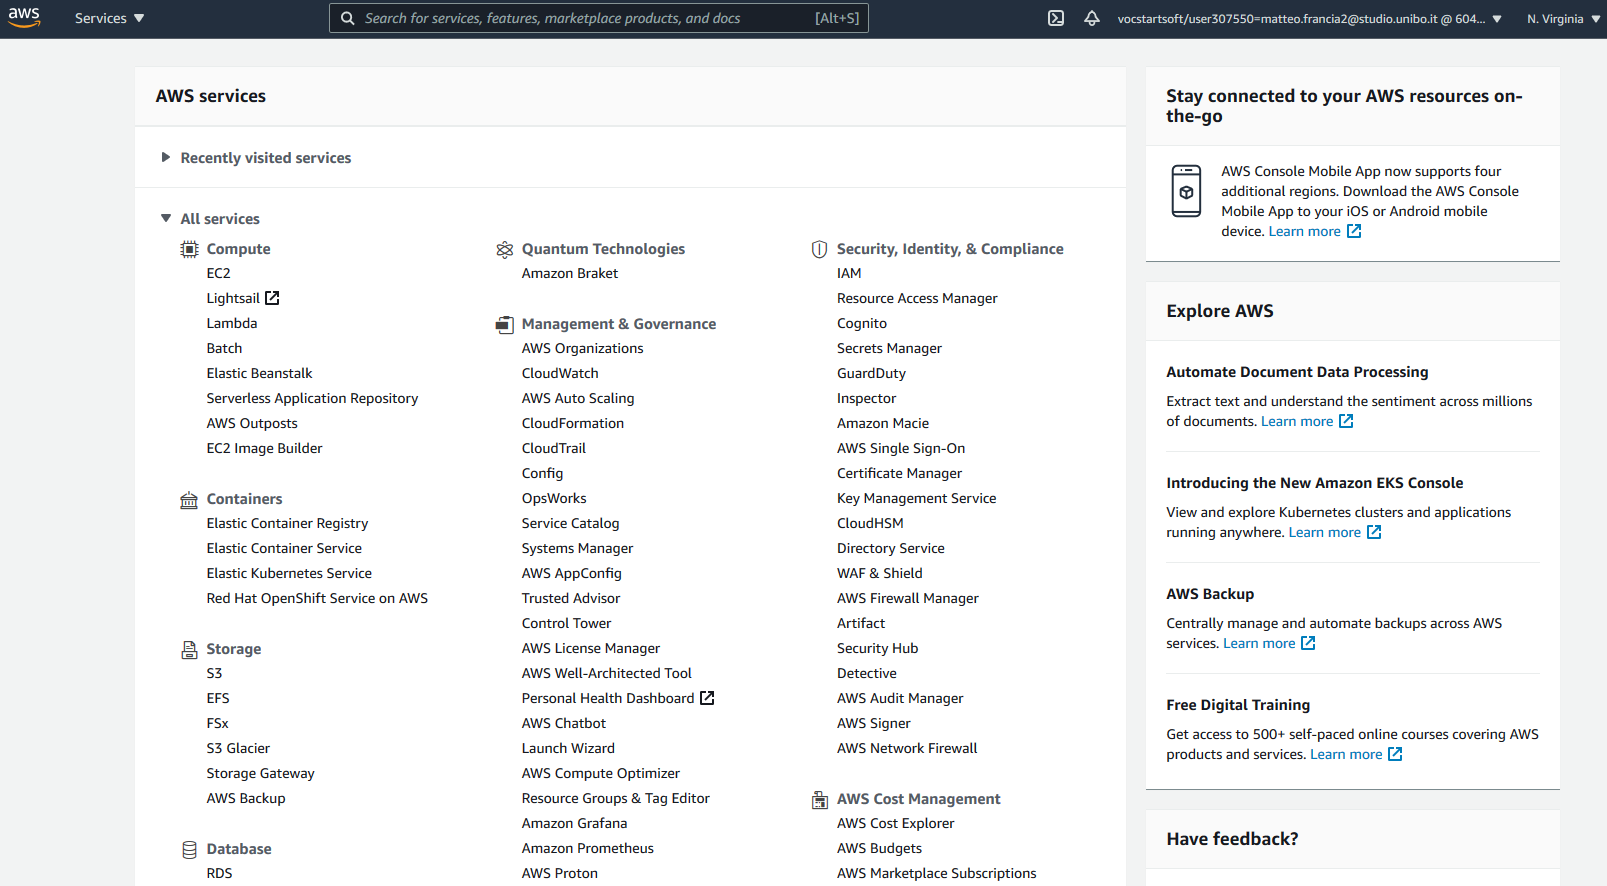 aws
Services
Search for services, features, marketplace products, and docs [Alt+S]
vocstartsoft/user307550=matteo.francia2@studio.unibo.it @ 604...
N. Virginia
AWS services
Recently visited services
All services
Compute
EC2
Lightsail
Lambda
Batch
Elastic Beanstalk
Serverless Application Repository
AWS Outposts
EC2 Image Builder
Containers
Elastic Container Registry
Elastic Container Service
Elastic Kubernetes Service
Red Hat OpenShift Service on AWS
Storage
S3
EFS
FSx
S3 Glacier
Storage Gateway
AWS Backup
Database
RDS
Quantum Technologies
Amazon Braket
Management & Governance
AWS Organizations
CloudWatch
AWS Auto Scaling
CloudFormation
CloudTrail
Config
OpsWorks
Service Catalog
Systems Manager
AWS AppConfig
Trusted Advisor
Control Tower
AWS License Manager
AWS Well-Architected Tool
Personal Health Dashboard
AWS Chatbot
Launch Wizard
AWS Compute Optimizer
Resource Groups & Tag Editor
Amazon Grafana
Amazon Prometheus
AWS Proton
Security, Identity, & Compliance
IAM
Resource Access Manager
Cognito
Secrets Manager
GuardDuty
Inspector
Amazon Macie
AWS Single Sign-On
Certificate Manager
Key Management Service
CloudHSM
Directory Service
WAF & Shield
AWS Firewall Manager
Artifact
Security Hub
Detective
AWS Audit Manager
AWS Signer
AWS Network Firewall
AWS Cost Management
AWS Cost Explorer
AWS Budgets
AWS Marketplace Subscriptions
Stay connected to your AWS resources on-
the-go
AWS Console Mobile App now supports four
additional regions. Download the AWS Console
Mobile App to your iOS or Android mobile
device. Learn more
Explore AWS
Automate Document Data Processing
Extract text and understand the sentiment across millions
of documents. Learn more
Introducing the New Amazon EKS Console
View and explore Kubernetes clusters and applications
running anywhere. Learn more
AWS Backup
Centrally manage and automate backups across AWS
services. Learn more
Free Digital Training
Get access to 500+ self-paced online courses covering AWS
products and services. Learn more
Have feedback?